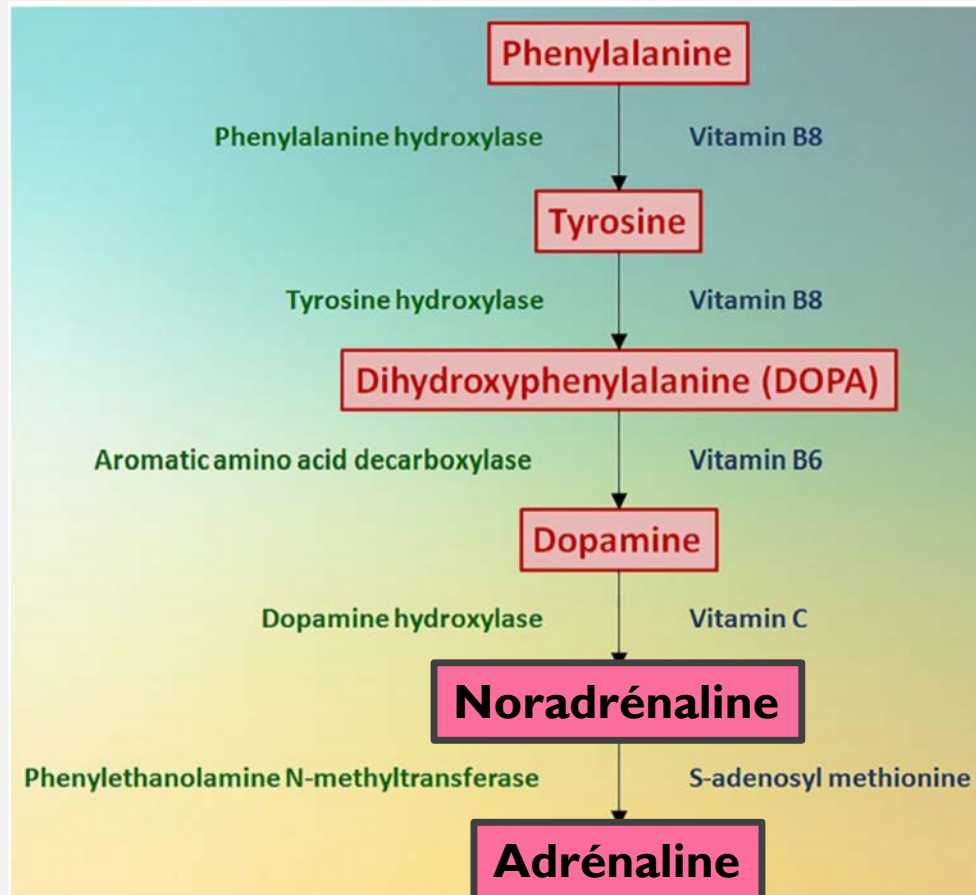 Phenylalanine
Phenylalanine hydroxylase Vitamin B8
Tyrosine
Tyrosine hydroxylase Vitamin B8
Dihydroxyphenylalanine (DOPA)
Aromatic amino acid decarboxylase Vitamin B6
Dopamine
Dopamine hydroxylase Vitamin C
Noradrénaline
Phenylethanolamine N-methyltransferase S-adenosyl methionine
Adrénaline